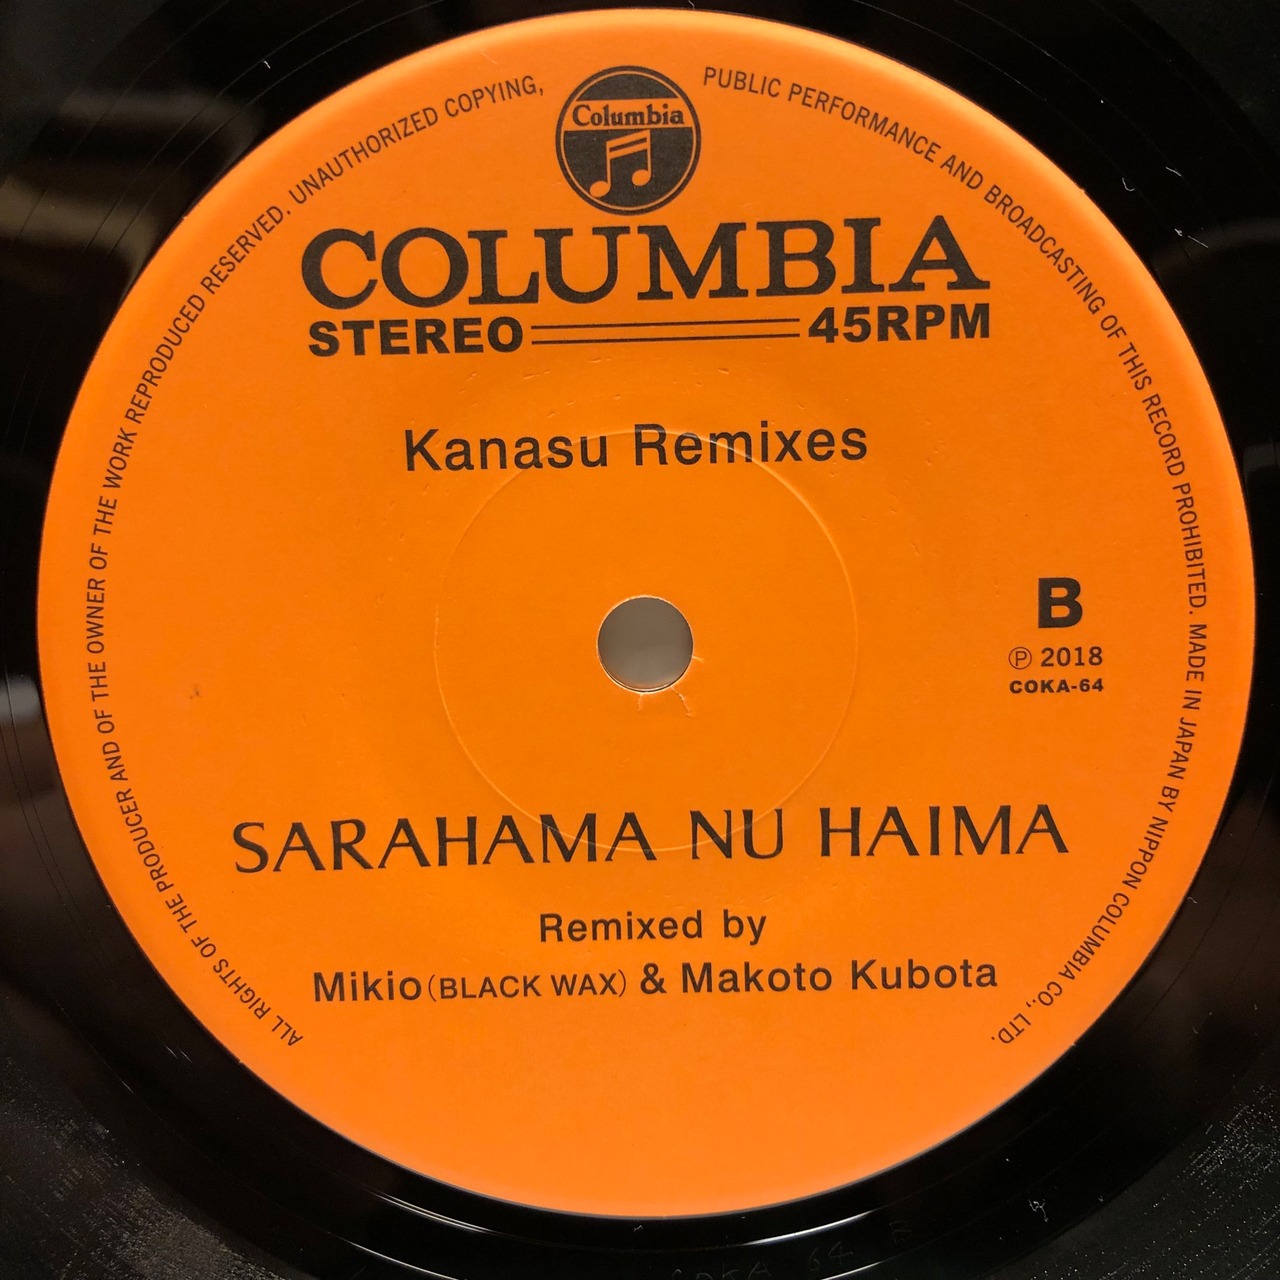 ALL RIGHTS OF THE PRODUCER AND OF THE OWNER OF THE WORK REPRODUCED RESERVED. UNAUTHORIZED COPYING, PUBLIC PERFORMANCE AND BROADCASTING OF THIS RECORD PROHIBITED. MADE IN JAPAN BY NIPPON COLUMBIA CO., LTD.
Columbia
COLUMBIA
STEREO 45RPM
Kanasu Remixes
B
℗ 2018
COKA-64
SARAHAMA NU HAIMA
Remixed by
Mikio (BLACK WAX) & Makoto Kubota
COKA 64 B